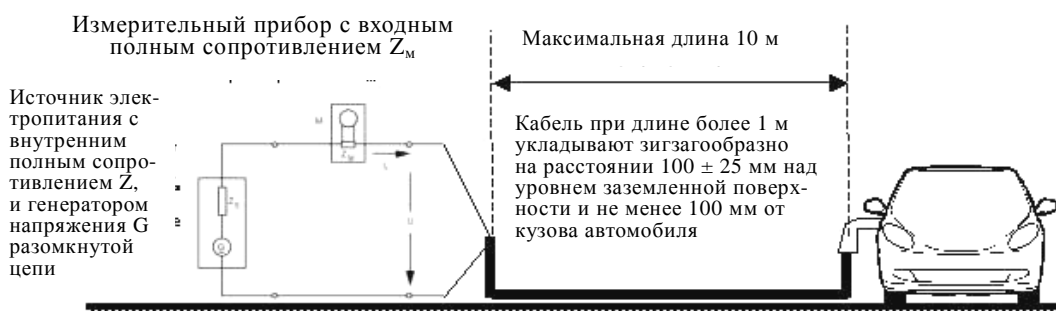 Измерительный прибор с входным
полным сопротивлением Zм
Максимальная длина 10 м
Источник элек-
тропитания с
внутренним
полным сопро-
тивлением Z,
и генератором
напряжения G
разомкнутой
цепи
Кабель при длине более 1 м
укладывают зигзагообразно
на расстоянии 100 ± 25 мм над
уровнем заземленной поверх-
ности и не менее 100 мм от
кузова автомобиля
M
G